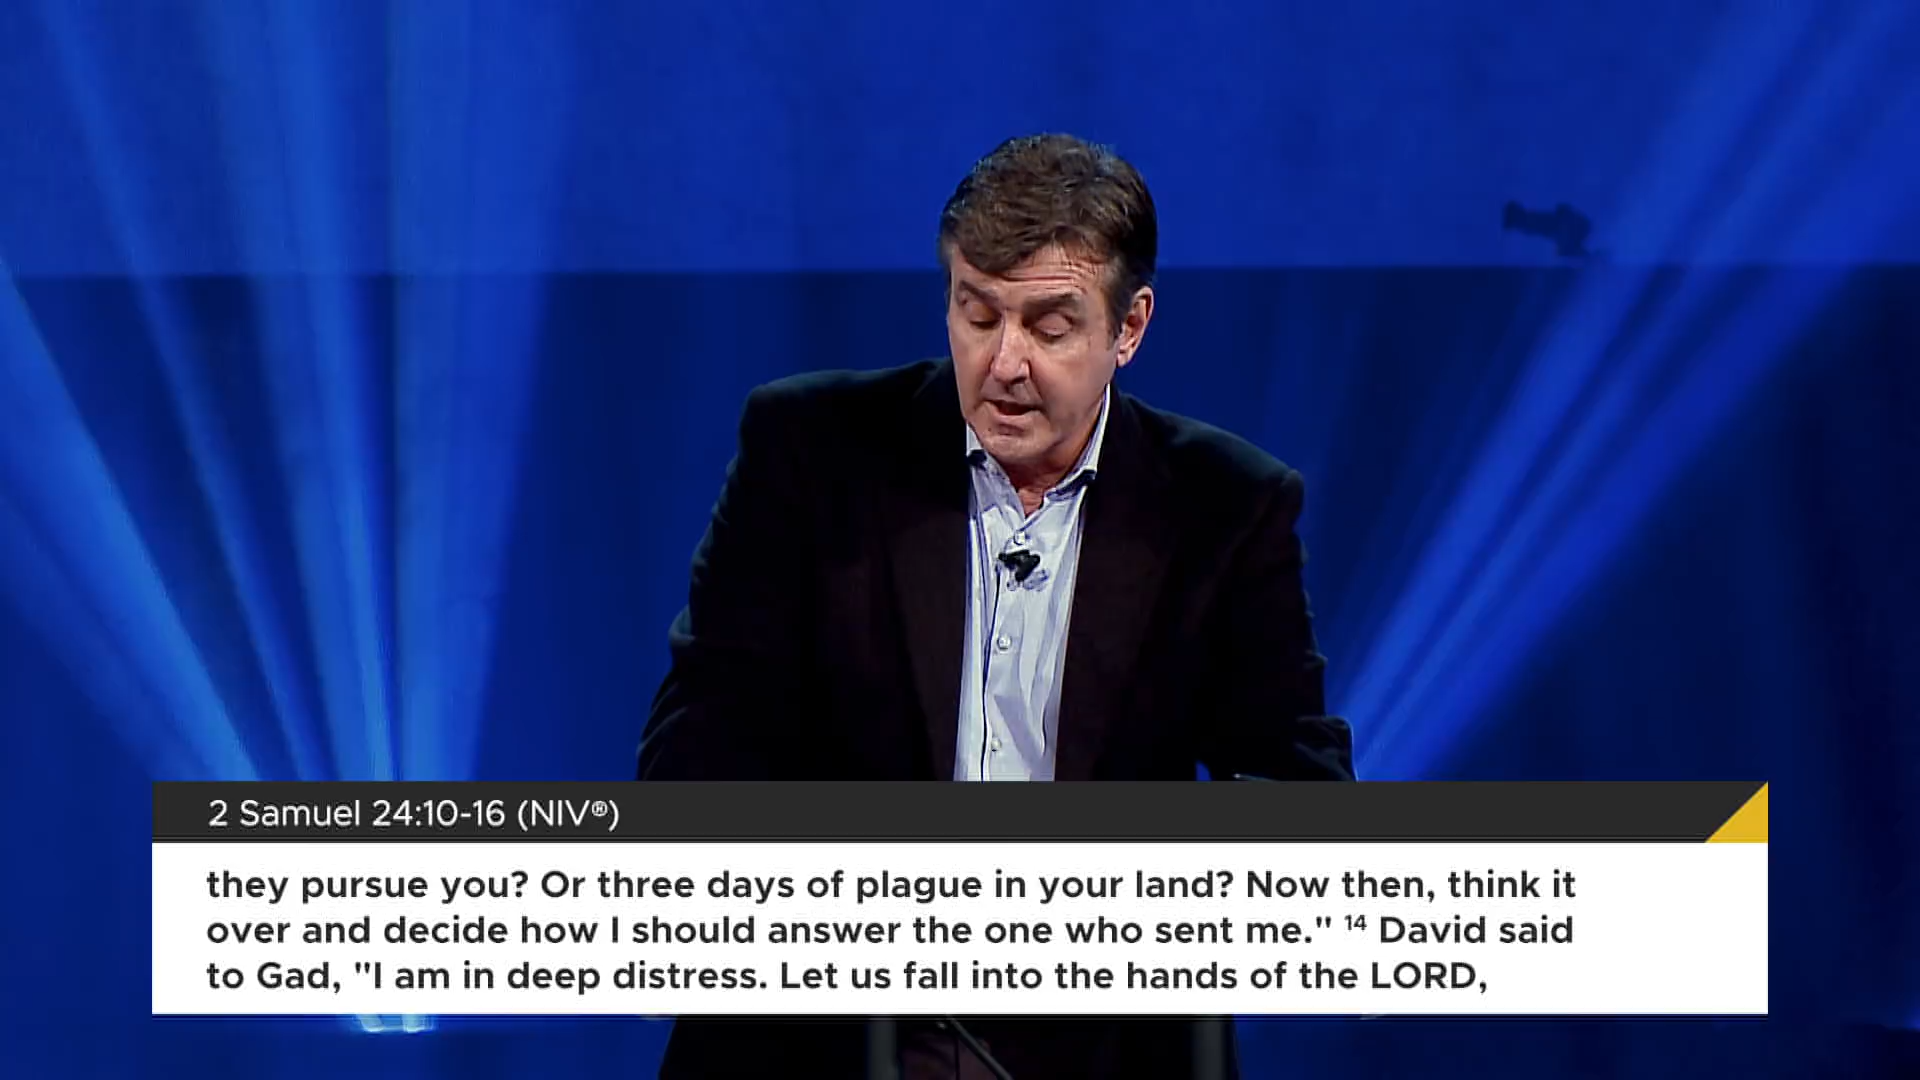 2 Samuel 24:10-16 (NIV®)
they pursue you? Or three days of plague in your land? Now then, think it
over and decide how I should answer the one who sent me." 14 David said
to Gad, "I am in deep distress. Let us fall into the hands of the LORD,